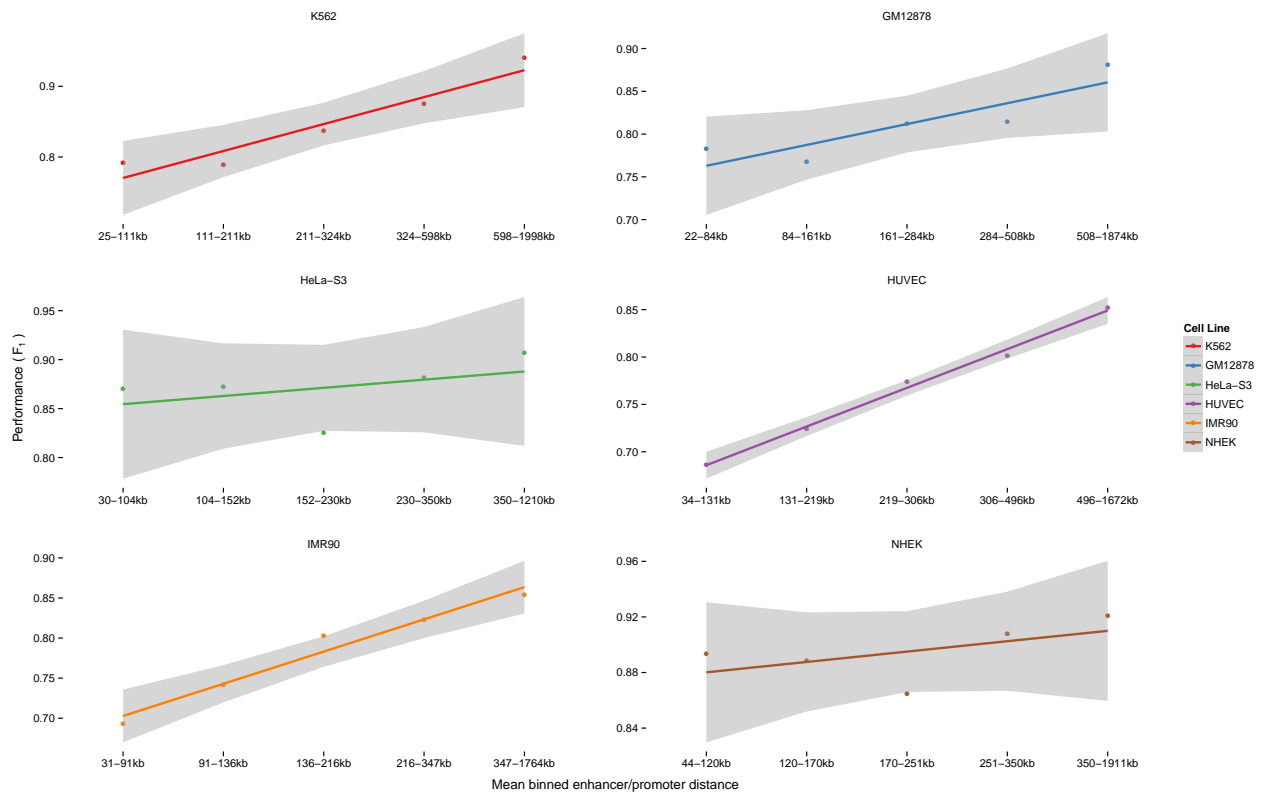 K562
GM12878
0.9
0.8
0.90
0.85
0.80
0.75
0.70
25–111kb 111–211kb 211–324kb 324–598kb 598–1998kb
22–84kb 84–161kb 161–284kb 284–508kb 508–1874kb
HeLa–S3
HUVEC
Performance ( F1 )
0.95
0.90
0.85
0.80
0.85
0.80
0.75
0.70
30–104kb 104–152kb 152–230kb 230–350kb 350–1210kb
34–131kb 131–219kb 219–306kb 306–496kb 496–1672kb
Cell Line
K562
GM12878
HeLa–S3
HUVEC
IMR90
NHEK
IMR90
NHEK
0.90
0.85
0.80
0.75
0.70
0.96
0.92
0.88
0.84
31–91kb 91–136kb 136–216kb 216–347kb 347–1764kb
44–120kb 120–170kb 170–251kb 251–350kb 350–1911kb
Mean binned enhancer/promoter distance